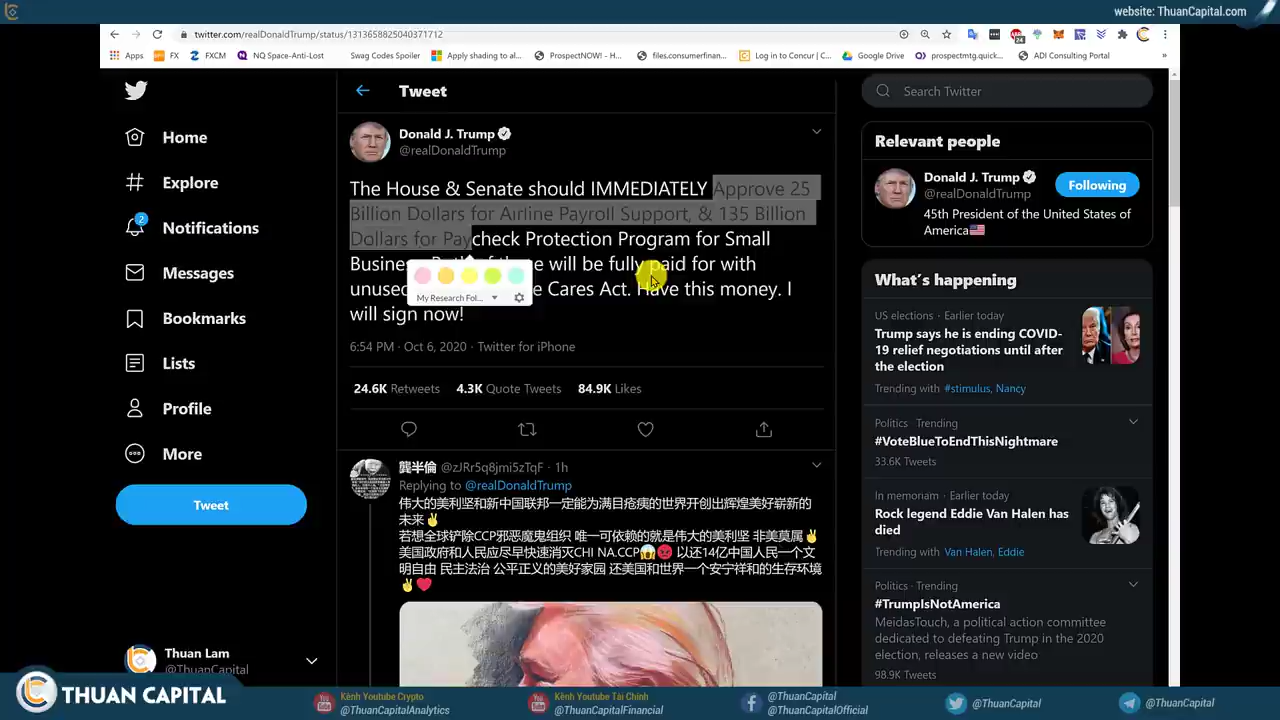 website: ThuanCapital.com
twitter.com/realDonaldTrump/status/1313658825040371712
Apps
FX
FXCM
NQ Space-Anti-Lost
Swag Codes Spoiler
Apply shading to al...
ProspectNOW! - ...
files.consumerfinan...
Log in to Concur | C...
Google Drive
prospectmtg.quick...
ADI Consulting Portal
»
Home
Explore
2
Notifications
Messages
Bookmarks
Lists
Profile
More
Tweet
Thuan Lam
@ThuanCapital
Tweet
Donald J. Trump
@realDonaldTrump
The House & Senate should IMMEDIATELY Approve 25
Billion Dollars for Airline Payroll Support, & 135 Billion
Dollars for Paycheck Protection Program for Small
Busines
will be fully paid for with
unused
Cares Act. Have this money. I
will sign now!
My Research Fol...
6:54 PM · Oct 6, 2020 · Twitter for iPhone
24.6K Retweets 4.3K Quote Tweets 84.9K Likes
龔半倫 @zJRr5q8jmi5zTqF · 1h
Replying to @realDonaldTrump
伟大的美利坚和新中国联邦一定能为满目疮痍的世界开创出辉煌美好崭新的
未来✌
若想全球铲除CCP邪恶魔鬼组织 唯一可依赖的就是伟大的美利坚 非美莫属✌
美国政府和人民应尽早快速消灭CHI NA.CCP😱😡 以还14亿中国人民一个文
明自由 民主法治 公平正义的美好家园 还美国和世界一个安宁祥和的生存环境
✌❤
Search Twitter
Relevant people
Donald J. Trump
@realDonaldTrump
Following
45th President of the United States of
America🇺🇸
What's happening
US elections · Earlier today
Trump says he is ending COVID-
19 relief negotiations until after
the election
Trending with #stimulus, Nancy
Politics · Trending
#VoteBlueToEndThisNightmare
33.6K Tweets
In memoriam · Earlier today
Rock legend Eddie Van Halen has
died
Trending with Van Halen, Eddie
Politics · Trending
#TrumpIsNotAmerica
MeidasTouch, a political action committee
dedicated to defeating Trump in the 2020
election, releases a new video
98.9K Tweets
THUAN CAPITAL
Kênh Youtube Crypto
@ThuanCapitalAnalytics
Kênh Youtube Tài Chính
@ThuanCapitalFinancial
@ThuanCapital
@ThuanCapitalOfficial
@ThuanCapital
@ThuanCapital